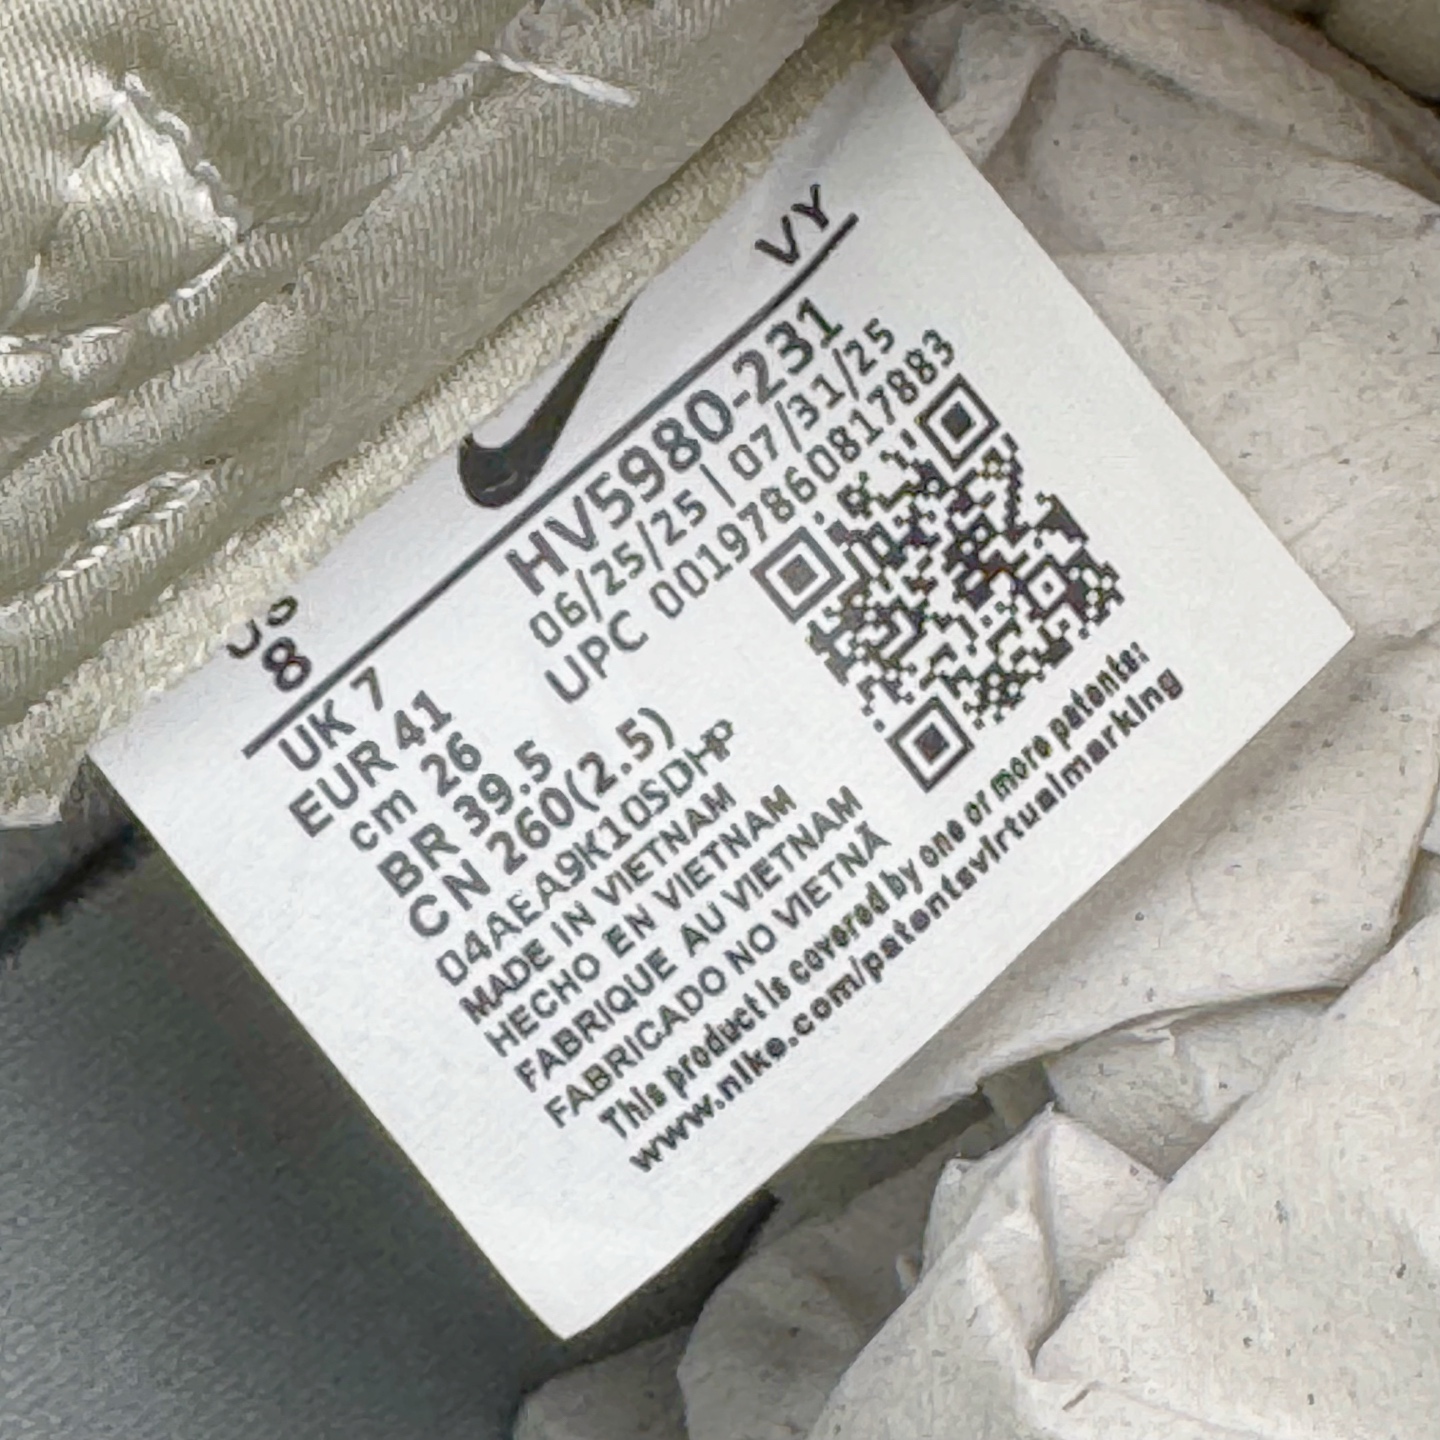 VY
US
8
HV5980-231
06/25/25 | 07/31/25
UPC 00197860817883
UK 7
EUR 41
cm 26
BR 39.5
CN 260(2.5)
04AEA9K10SDHP
MADE IN VIETNAM
HECHO EN VIETNAM
FABRIQUE AU VIETNAM
FABRICADO NO VIETNÃ
This product is covered by one or more patents:
www.nike.com/patentsvirtualmarking